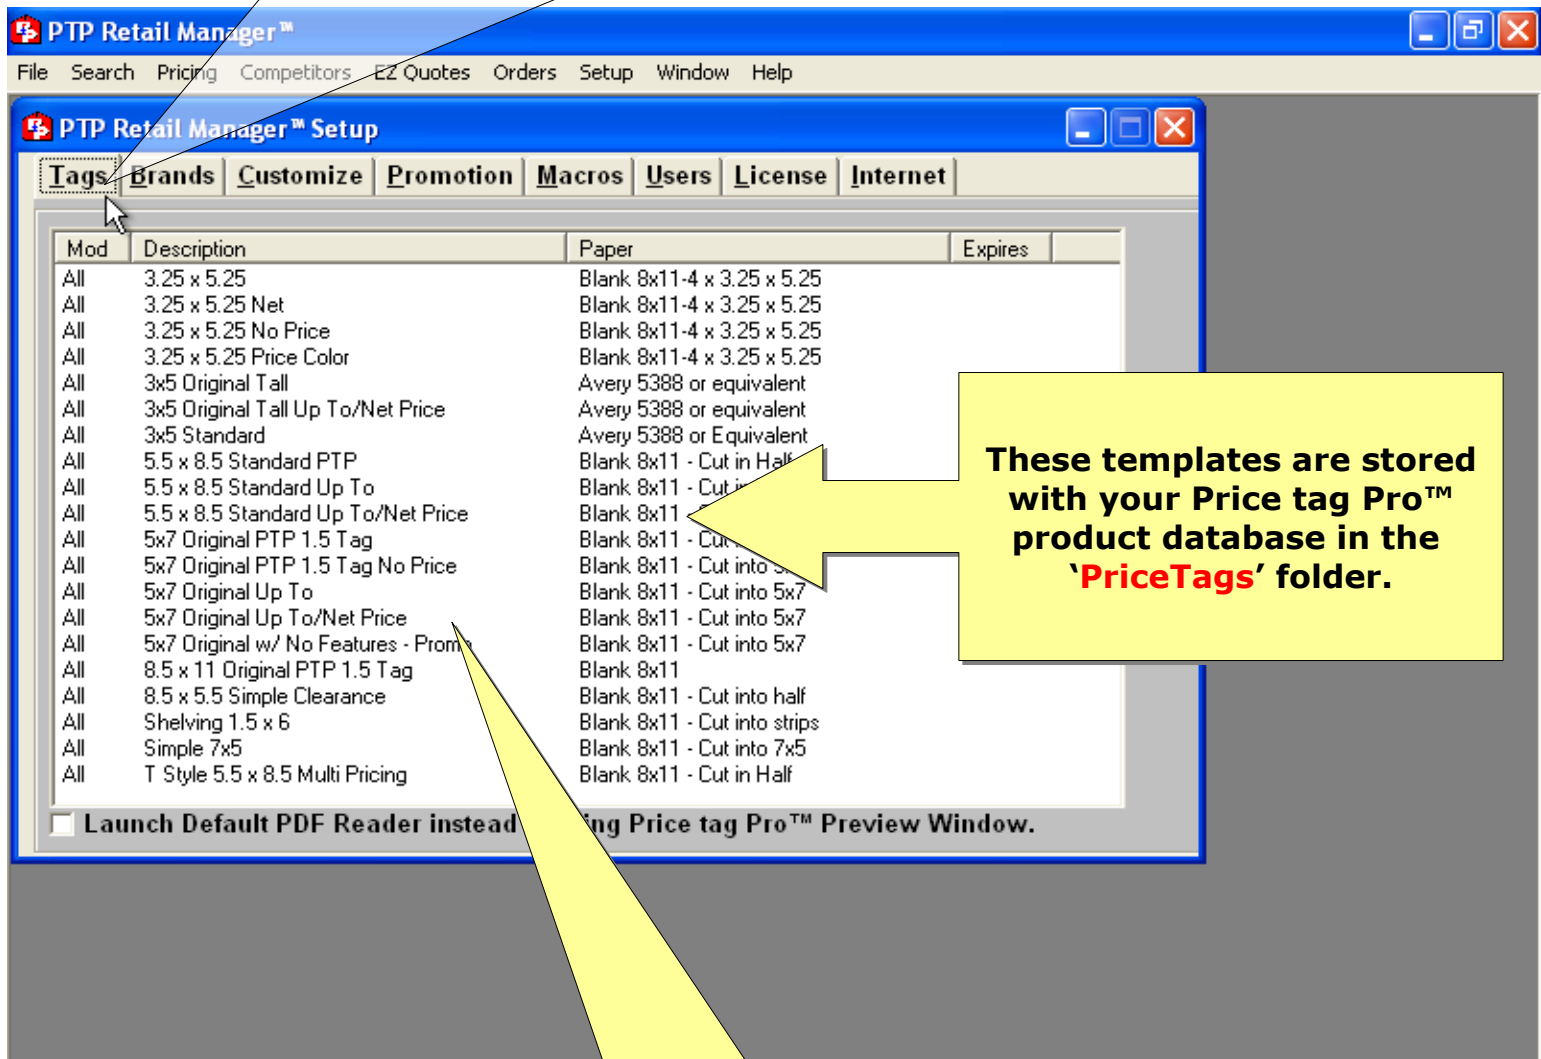 PTP Retail Manager™
File Search Pricing Competitors EZ Quotes Orders Setup Window Help
PTP Retail Manager™ Setup
Tags Brands Customize Promotion Macros Users License Internet
Mod Description Paper Expires
All 3.25 x 5.25 Blank 8x11-4 x 3.25 x 5.25
All 3.25 x 5.25 Net Blank 8x11-4 x 3.25 x 5.25
All 3.25 x 5.25 No Price Blank 8x11-4 x 3.25 x 5.25
All 3.25 x 5.25 Price Color Blank 8x11-4 x 3.25 x 5.25
All 3x5 Original Tall Avery 5388 or equivalent
All 3x5 Original Tall Up To/Net Price Avery 5388 or equivalent
All 3x5 Standard Avery 5388 or Equivalent
All 5.5 x 8.5 Standard PTP Blank 8x11 - Cut in Half
All 5.5 x 8.5 Standard Up To Blank 8x11 - Cut
All 5.5 x 8.5 Standard Up To/Net Price Blank 8x11
All 5x7 Original PTP 1.5 Tag Blank 8x11 - Cut
All 5x7 Original PTP 1.5 Tag No Price Blank 8x11 - Cut into
All 5x7 Original Up To Blank 8x11 - Cut into 5x7
All 5x7 Original Up To/Net Price Blank 8x11 - Cut into 5x7
All 5x7 Original w/ No Features - Promo Blank 8x11 - Cut into 5x7
All 8.5 x 11 Original PTP 1.5 Tag Blank 8x11
All 8.5 x 5.5 Simple Clearance Blank 8x11 - Cut into half
All Shelving 1.5 x 6 Blank 8x11 - Cut into strips
All Simple 7x5 Blank 8x11 - Cut into 7x5
All T Style 5.5 x 8.5 Multi Pricing Blank 8x11 - Cut in Half
Launch Default PDF Reader instead ing Price tag Pro™ Preview Window.
These templates are stored
with your Price tag Pro™
product database in the
‘PriceTags’ folder.